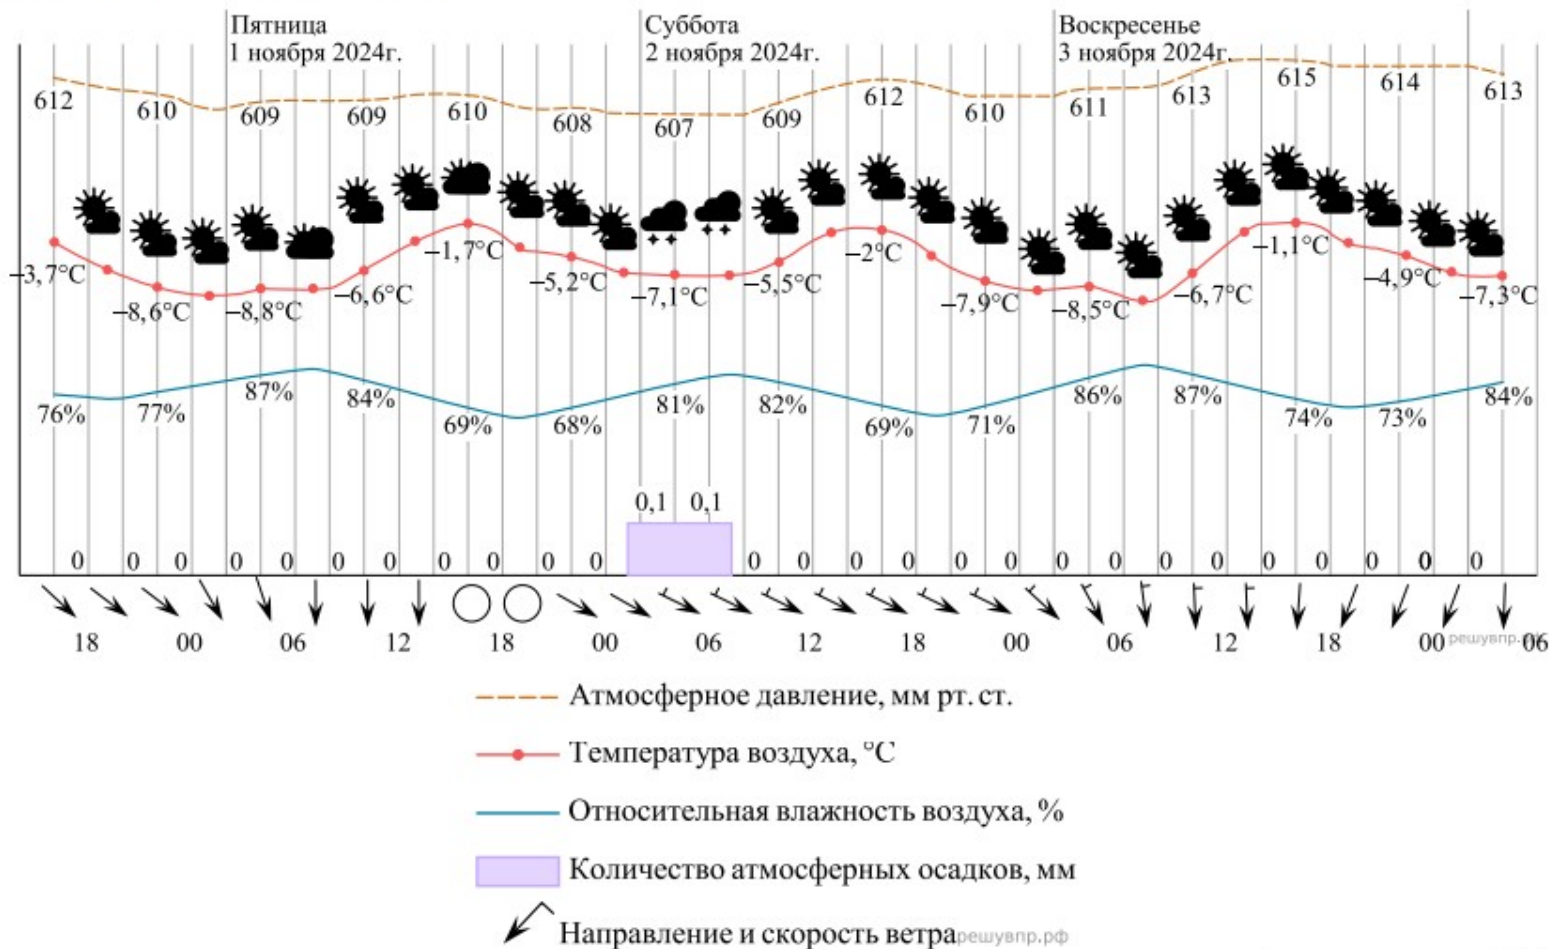 Пятница Суббота Воскресенье
1 ноября 2024г. 2 ноября 2024г. 3 ноября 2024г.
612 610 609 609 610 608 607 609 612 610 611 613 615 614 613
−3,7°C −8,6°C −8,8°C −6,6°C −1,7°C −5,2°C −7,1°C −5,5°C −2°C −7,9°C −8,5°C −6,7°C −1,1°C −4,9°C −7,3°C
76% 77% 87% 84% 69% 68% 81% 82% 69% 71% 86% 87% 74% 73% 84%
0,1 0,1
0 0 0 0 0 0 0 0 0 0 0 0 0 0 0 0 0 0 0 0 0 0 0 0 0 0
18 00 06 12 18 00 06 12 18 00 06 12 18 00 06
решувпр.рф
Атмосферное давление, мм рт. ст.
Температура воздуха, °C
Относительная влажность воздуха, %
Количество атмосферных осадков, мм
Направление и скорость ветра
решувпр.рф